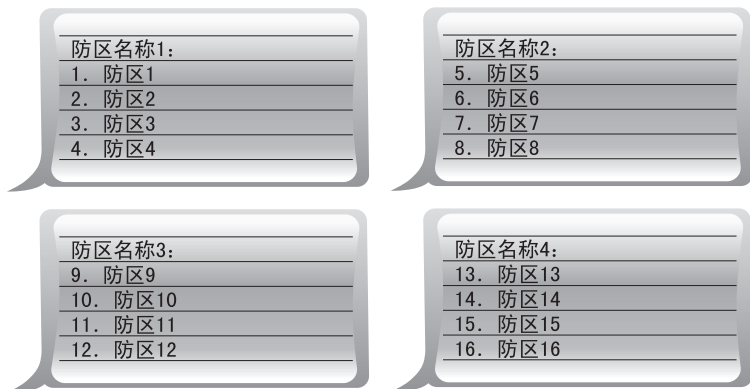 防区名称1:
1. 防区1
2. 防区2
3. 防区3
4. 防区4
防区名称2:
5. 防区5
6. 防区6
7. 防区7
8. 防区8
防区名称3:
9. 防区9
10. 防区10
11. 防区11
12. 防区12
防区名称4:
13. 防区13
14. 防区14
15. 防区15
16. 防区16